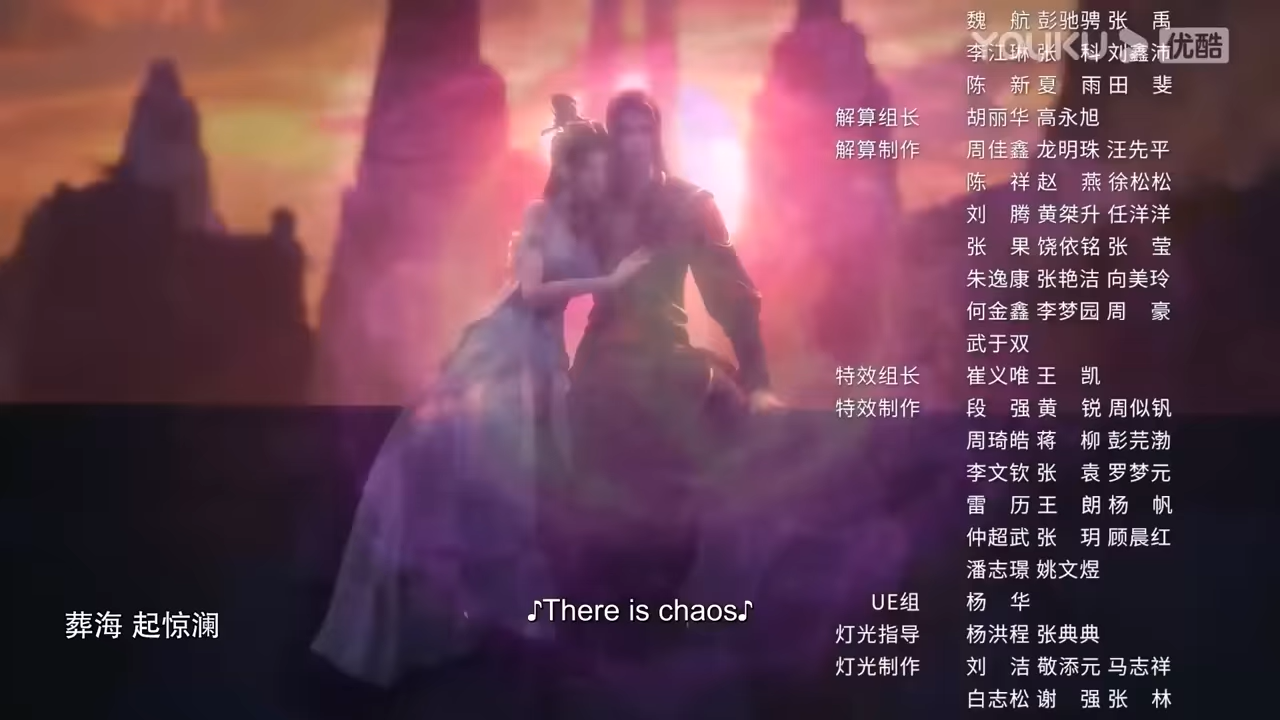 魏　航 彭驰骋 张　禹
YOUKU 优酷
李江琳 张　科 刘鑫沛
陈　新 夏　雨 田　斐
解算组长 胡丽华 高永旭
解算制作 周佳鑫 龙明珠 汪先平
陈　祥 赵　燕 徐松松
刘　腾 黄桀升 任洋洋
张　果 饶依铭 张　莹
朱逸康 张艳洁 向美玲
何金鑫 李梦园 周　豪
武于双
特效组长 崔义唯 王　凯
特效制作 段　强 黄　锐 周似钒
周琦皓 蒋　柳 彭芫渤
李文钦 张　袁 罗梦元
雷　历 王　朗 杨　帆
仲超武 张　玥 顾晨红
潘志璟 姚文煜
UE组 杨　华
♪There is chaos♪
葬海 起惊澜
灯光指导 杨洪程 张典典
灯光制作 刘　洁 敬添元 马志祥
白志松 谢　强 张　林